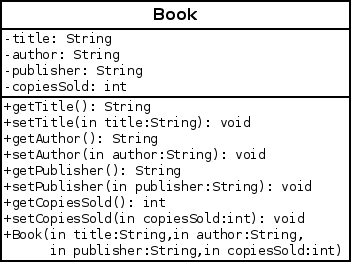 Book
-title: String
-author: String
-publisher: String
-copiesSold: int
+getTitle(): String
+setTitle(in title:String): void
+getAuthor(): String
+setAuthor(in author:String): void
+getPublisher(): String
+setPublisher(in publisher:String): void
+getCopiesSold(): int
+setCopiesSold(in copiesSold:int): void
+Book(in title:String,in author:String,
in publisher:String,in copiesSold:int)